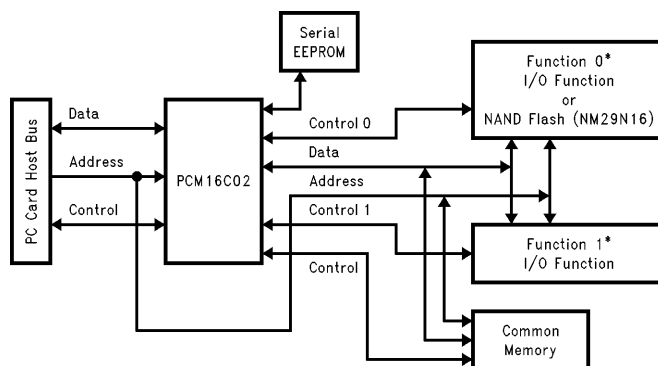 Serial
EEPROM
Function 0*
I/O Function
or
NAND Flash (NM29N16)
PC Card Host Bus
Data
Address
Control
PCM16C02
Control 0
Data
Address
Control 1
Control
Function 1*
I/O Function
Common
Memory